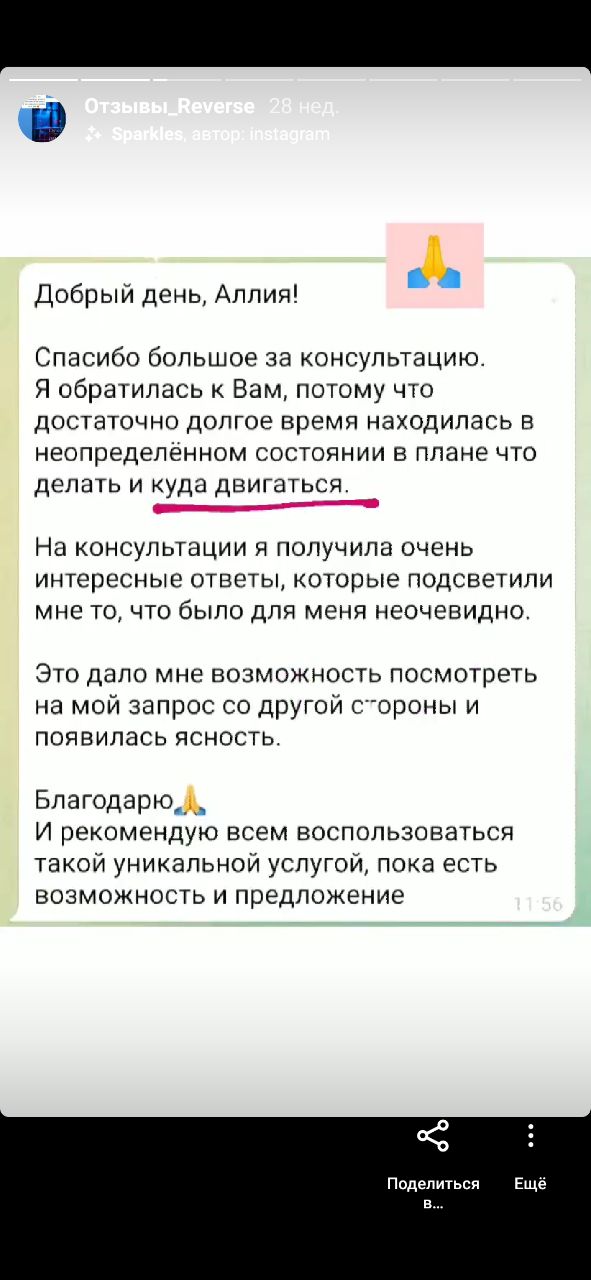 Отзывы_Reverse 28 нед.
Sparkles, автор: instagram
Добрый день, Аллия!
Спасибо большое за консультацию.
Я обратилась к Вам, потому что
достаточно долгое время находилась в
неопределённом состоянии в плане что
делать и куда двигаться.
На консультации я получила очень
интересные ответы, которые подсветили
мне то, что было для меня неочевидно.
Это дало мне возможность посмотреть
на мой запрос со другой стороны и
появилась ясность.
Благодарю🙏
И рекомендую всем воспользоваться
такой уникальной услугой, пока есть
возможность и предложение
11:56
Поделиться
в...
Ещё